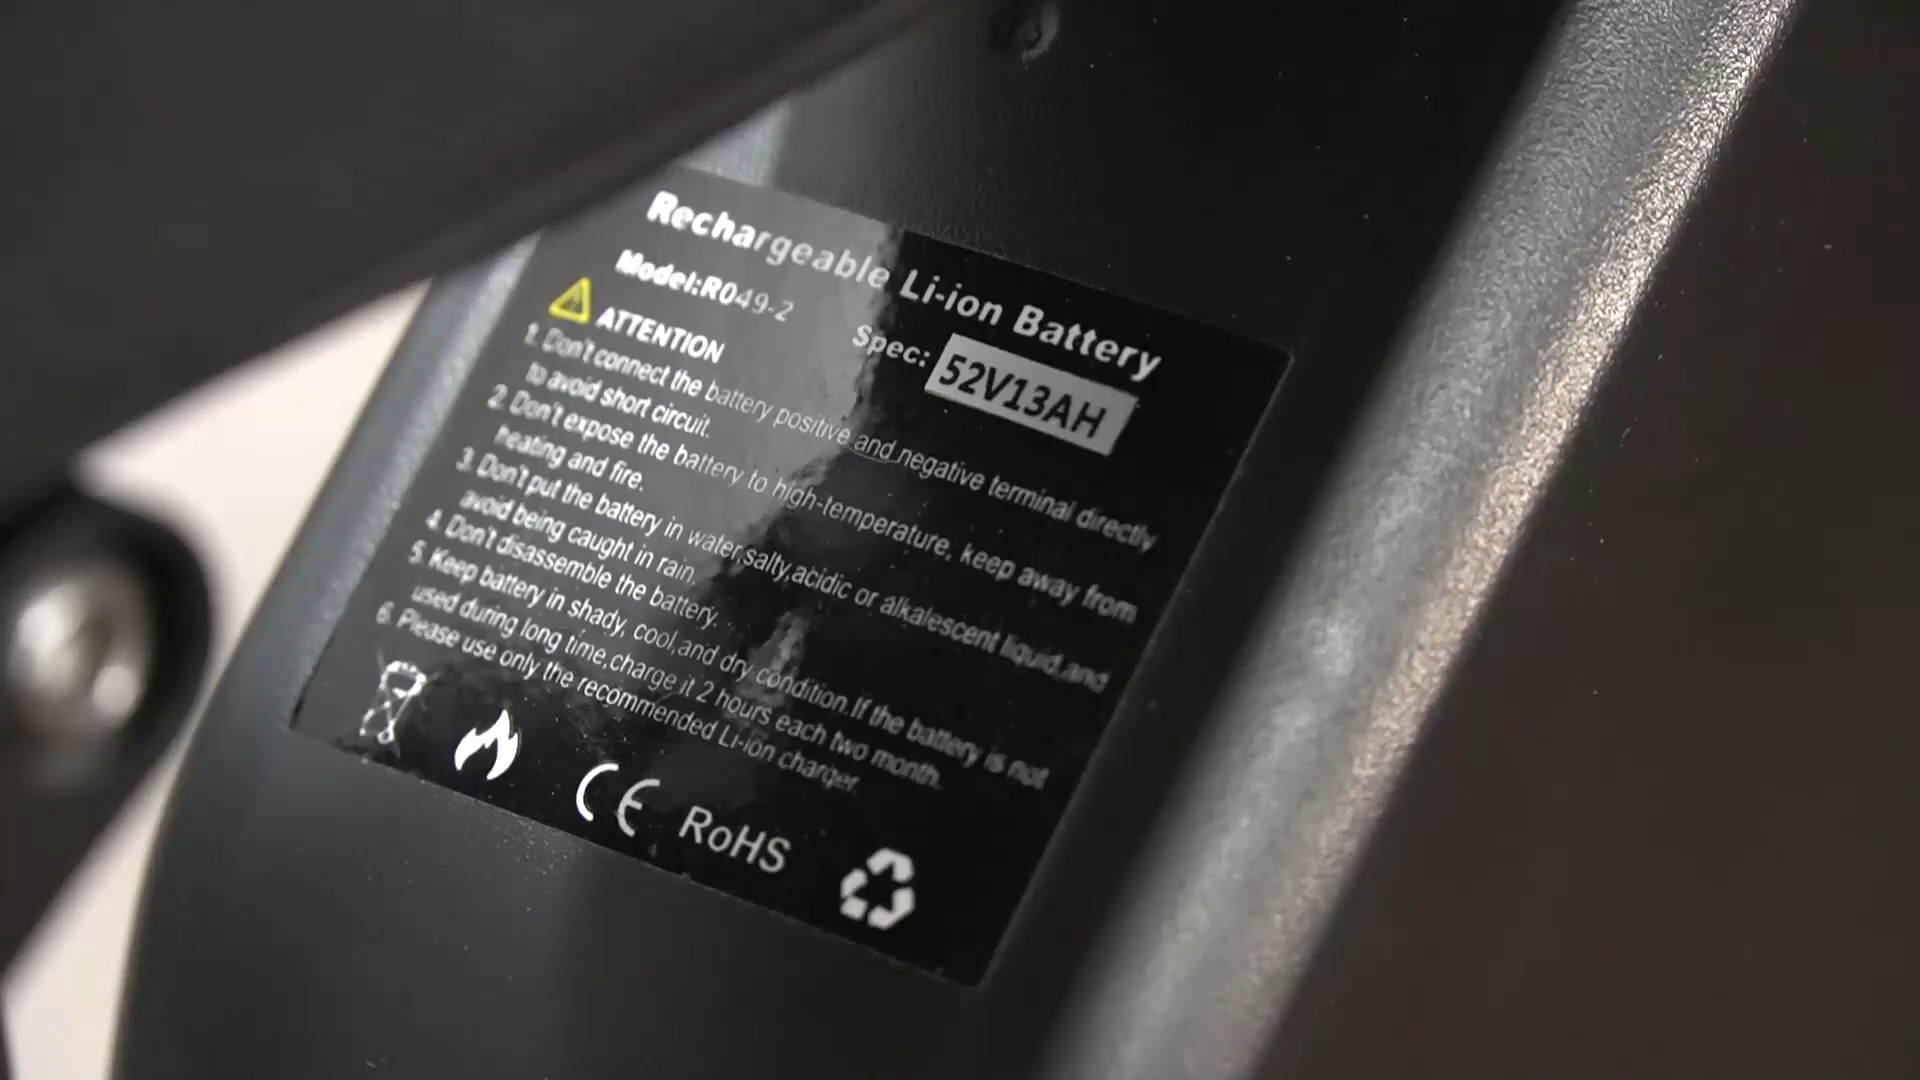 Rechargeable Li-ion Battery
Model:R049-2 Spec: 52V13AH
ATTENTION
1. Don't connect the battery positive and negative terminal directly
to avoid short circuit.
2. Don't expose the battery to high-temperature, keep away from
heating and fire.
3. Don't put the battery in water,salty,acidic or alkalescent liquid,and
avoid being caught in rain.
4. Don't disassemble the battery.
5. Keep battery in shady, cool,and dry condition.If the battery is not
used during long time,charge it 2 hours each two month.
6. Please use only the recommended Li-ion charger.
CE RoHS